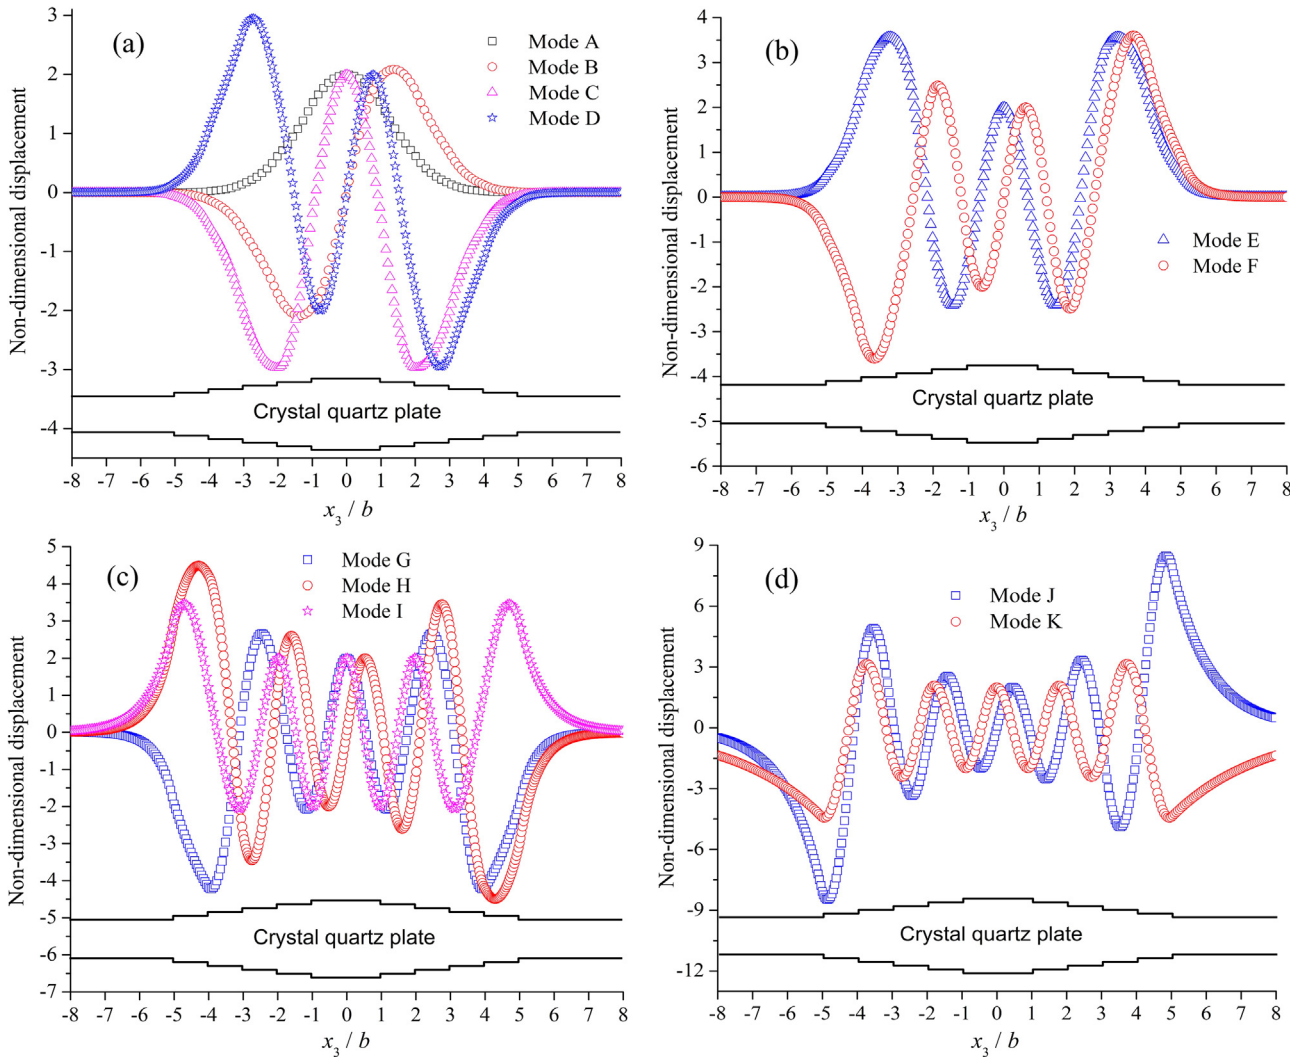 (a)
Mode A
Mode B
Mode C
Mode D
Non-dimensional displacement
3
2
1
0
-1
-2
-3
-4
Crystal quartz plate
-8 -7 -6 -5 -4 -3 -2 -1 0 1 2 3 4 5 6 7 8
x3 / b
(b)
Mode E
Mode F
Non-dimensional displacement
4
3
2
1
0
-1
-2
-3
-4
-5
-6
Crystal quartz plate
-8 -7 -6 -5 -4 -3 -2 -1 0 1 2 3 4 5 6 7 8
x3 / b
(c)
Mode G
Mode H
Mode I
Non-dimensional displacement
5
4
3
2
1
0
-1
-2
-3
-4
-5
-6
-7
Crystal quartz plate
-8 -7 -6 -5 -4 -3 -2 -1 0 1 2 3 4 5 6 7 8
x3 / b
(d)
Mode J
Mode K
Non-dimensional displacement
9
6
3
0
-3
-6
-9
-12
Crystal quartz plate
-8 -7 -6 -5 -4 -3 -2 -1 0 1 2 3 4 5 6 7 8
x3 / b